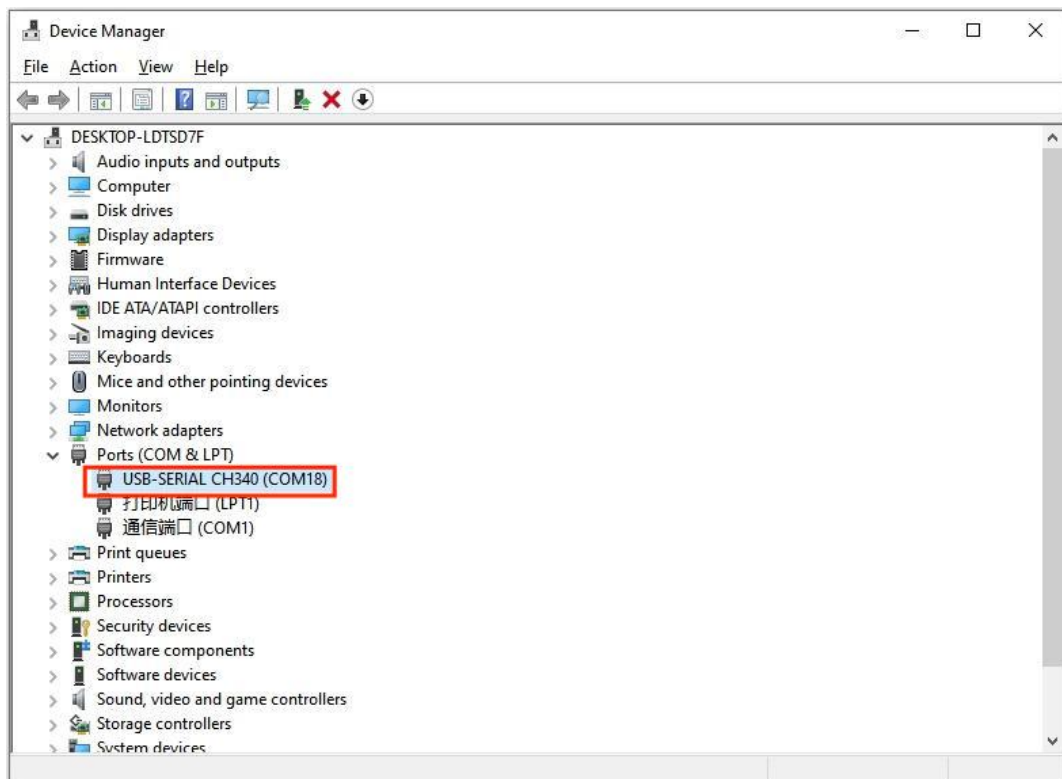 Device Manager
File Action View Help
DESKTOP-LDTSD7F
Audio inputs and outputs
Computer
Disk drives
Display adapters
Firmware
Human Interface Devices
IDE ATA/ATAPI controllers
Imaging devices
Keyboards
Mice and other pointing devices
Monitors
Network adapters
Ports (COM & LPT)
USB-SERIAL CH340 (COM18)
打印机端口 (LPT1)
通信端口 (COM1)
Print queues
Printers
Processors
Security devices
Software components
Software devices
Sound, video and game controllers
Storage controllers
System devices